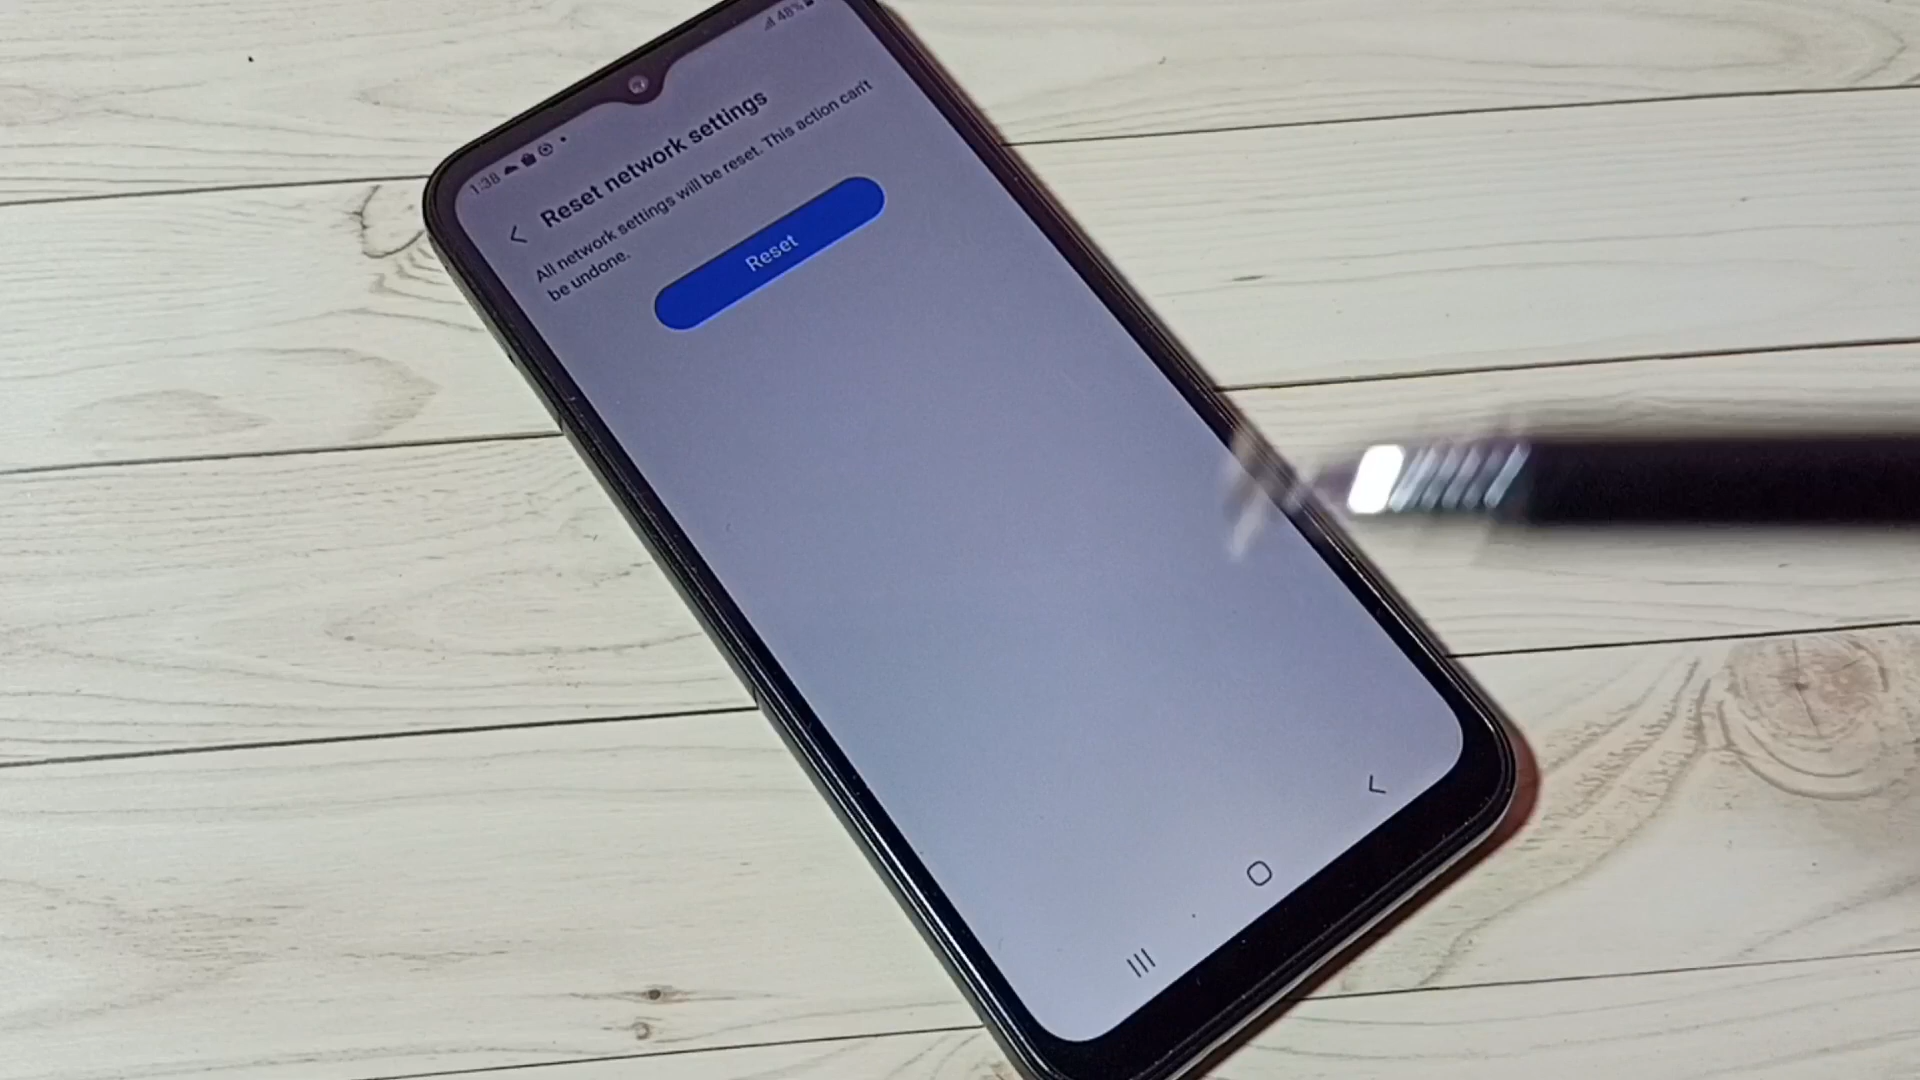 1:38
48%
Reset network settings
All network settings will be reset. This action can't
be undone.
Reset